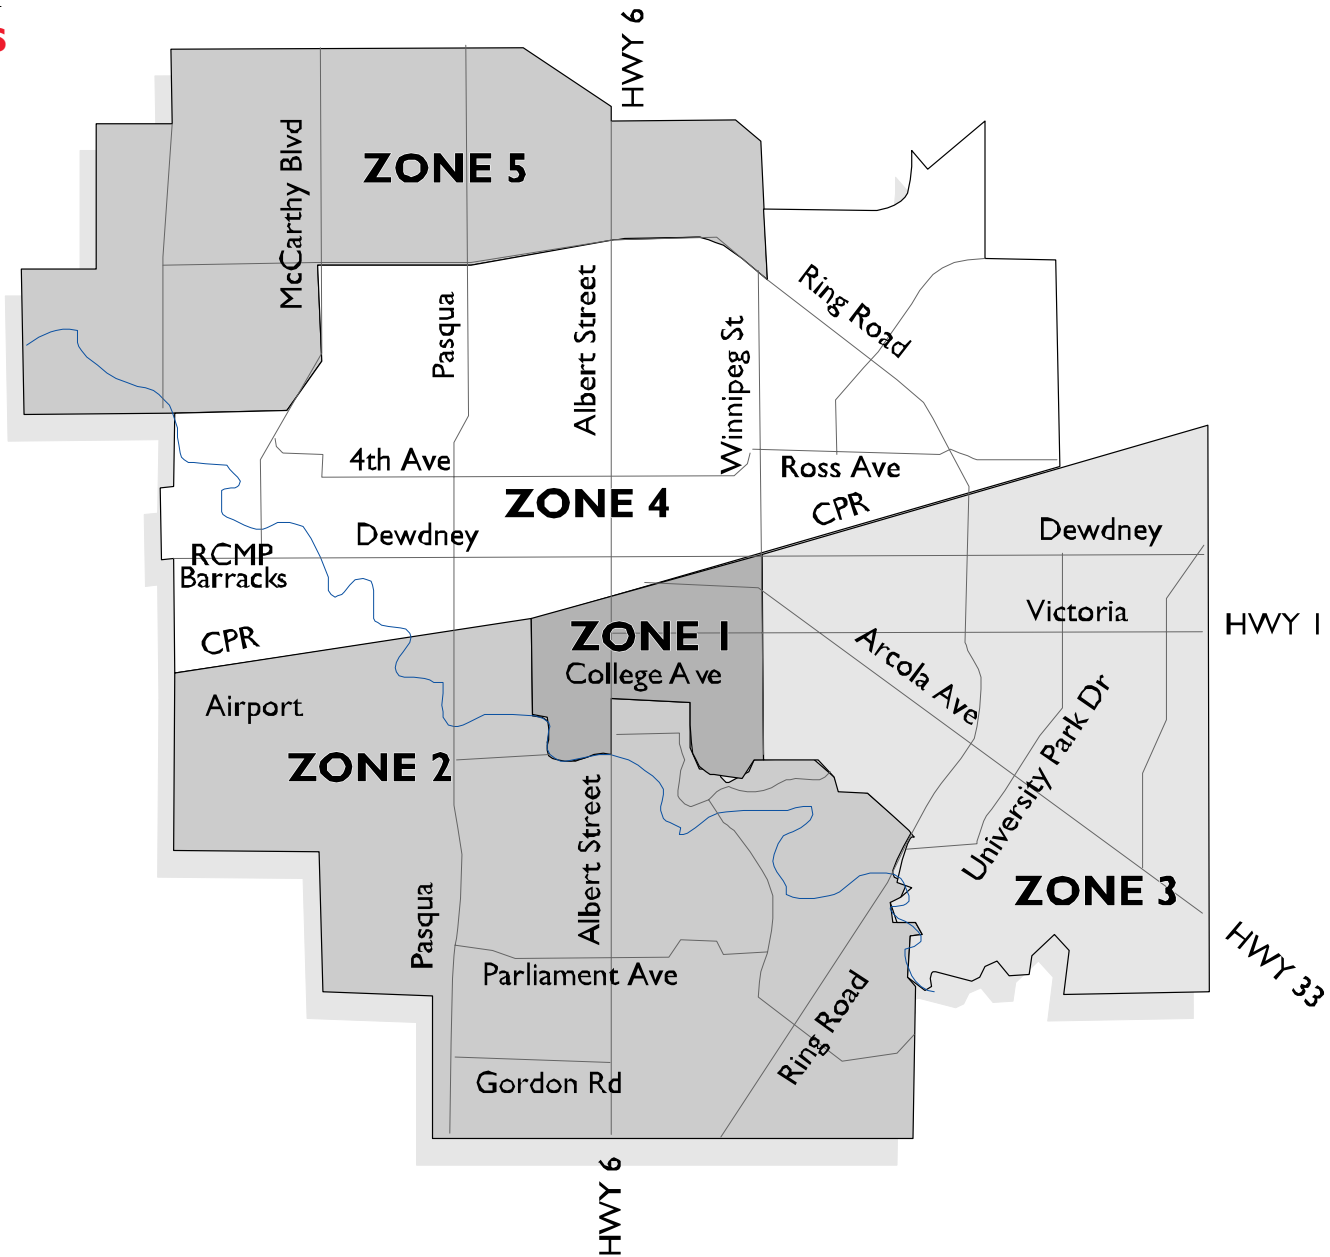 s
HWY 6
ZONE 5
McCarthy Blvd
Ring Road
Pasqua
Albert Street
Winnipeg St
4th Ave
Ross Ave
ZONE 4
CPR
Dewdney
Dewdney
RCMP
Barracks
Victoria
HWY 1
CPR
ZONE 1
College Ave
Arcola Ave
Airport
University Park Dr
ZONE 2
Albert Street
ZONE 3
Pasqua
HWY 33
Parliament Ave
Ring Road
Gordon Rd
HWY 6